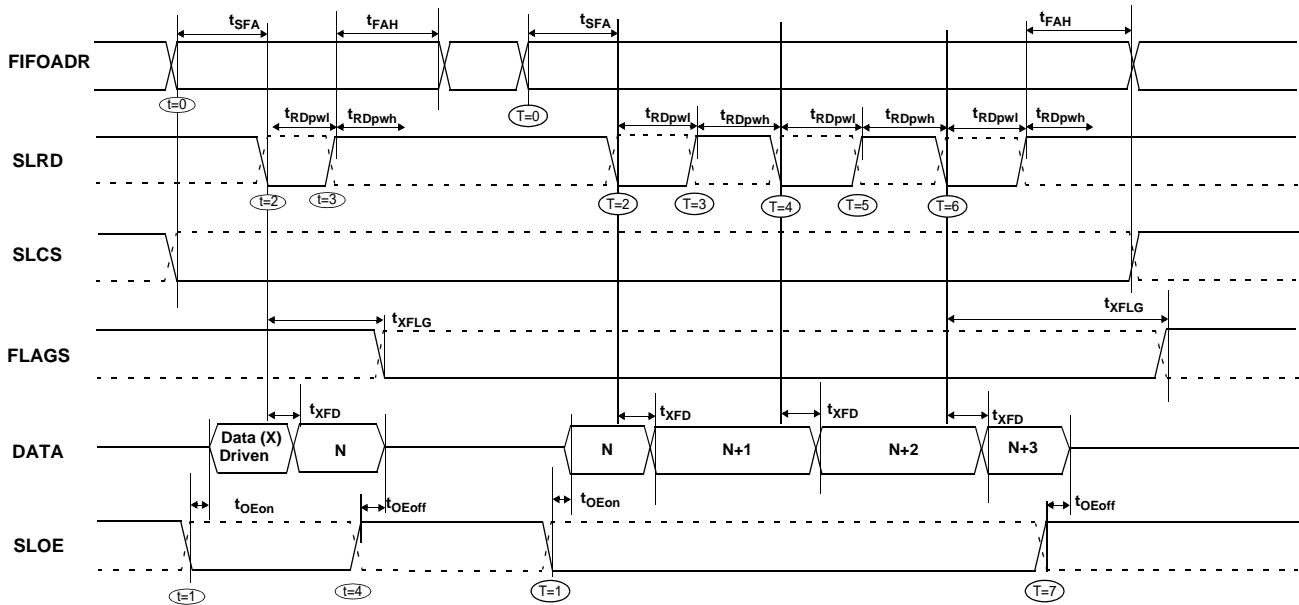 tSFA tFAH tSFA tFAH
FIFOADR
t=0 T=0
tRDpwl tRDpwh tRDpwl tRDpwh tRDpwl tRDpwh tRDpwl tRDpwh
SLRD
t=2 t=3 T=2 T=3 T=4 T=5 T=6
SLCS
tXFLG tXFLG
FLAGS
tXFD tXFD tXFD tXFD
DATA
Data (X)
Driven
N N N+1 N+2 N+3
tOEon tOEoff tOEon tOEoff
SLOE
t=1 t=4 T=1 T=7